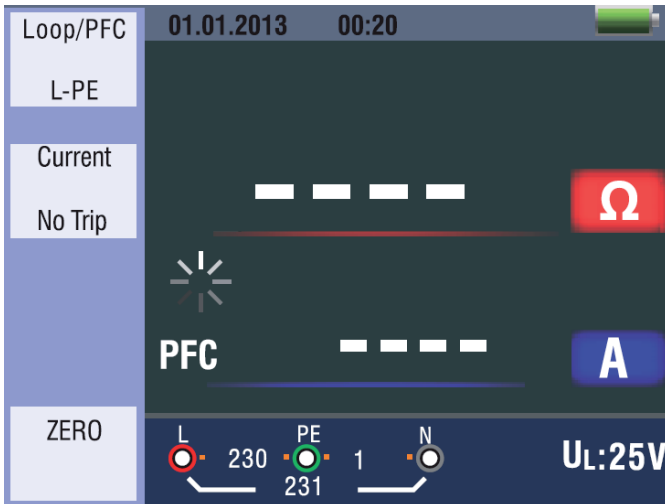 Loop/PFC
L-PE
Current
No Trip
ZERO
01.01.2013 00:20
– – – – Ω
PFC – – – – A
L PE N
230 1
231
UL:25V